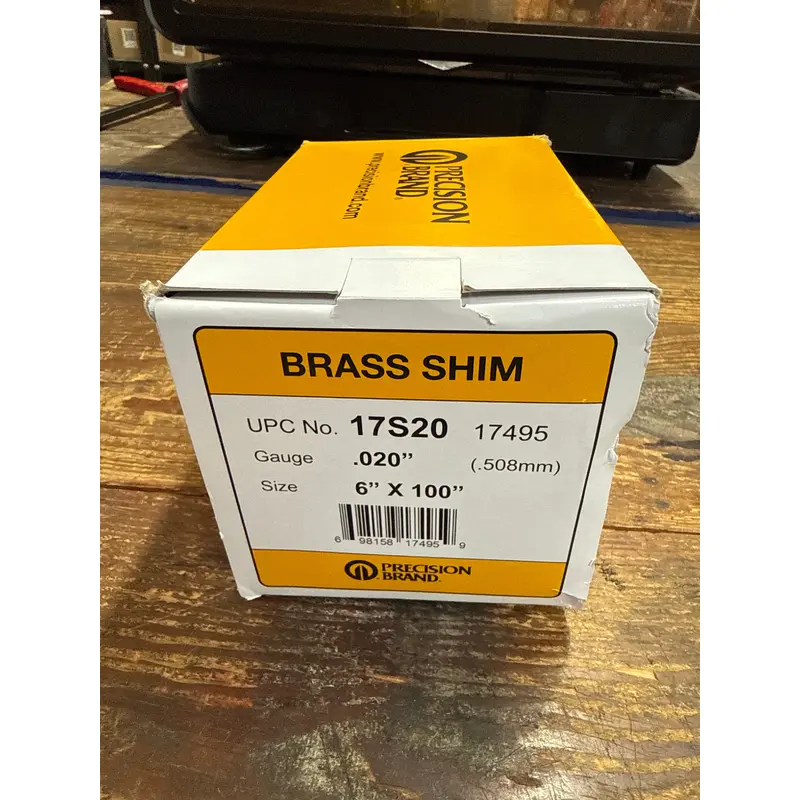 PRECISION
BRAND
www.precisionbrand.com
BRASS SHIM
UPC No. 17S20 17495
Gauge .020” (.508mm)
Size 6” X 100”
6 98158 17495 9
PRECISION
BRAND